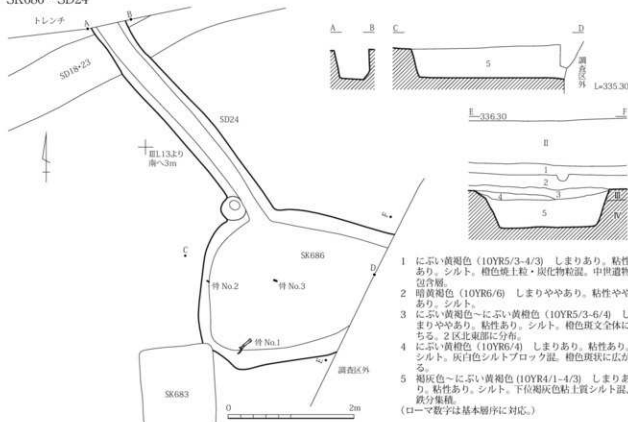 SK686 SD24
トレンチ
A
B
SD18・23
SD24
ⅢL13より
南へ3m
C
SK686
骨 No.2
骨 No.3
骨 No.1
D
F
E
調査区外
SK683
0 2m
A B C D
5
調査区外
L=335.30
E 336.30 F
Ⅱ
1
2
3
4
5
Ⅲ
Ⅳ
1 にぶい黄褐色（10YR5/3-4/3） しまりあり。粘性
あり。シルト。橙色焼土粒・炭化物粒混。中世遺物
包含層。
2 暗黄褐色（10YR6/6） しまりややあり。粘性やや
あり。シルト。
3 にぶい黄褐色～にぶい黄橙色（10YR5/3-6/4） し
まりややあり。粘性あり。シルト。橙色斑文全体に
ちる。2区北東部に分布。
4 にぶい黄橙色（10YR6/4） しまりあり。粘性あり。
シルト。灰白色シルトブロック混。橙色斑状に広が
る。
5 褐灰色～にぶい黄褐色 (10YR4/1-4/3) しまりあ
り。粘性あり。シルト。下位褐灰色粘土質シルト混。
鉄分集積。
（ローマ数字は基本層序に対応。）